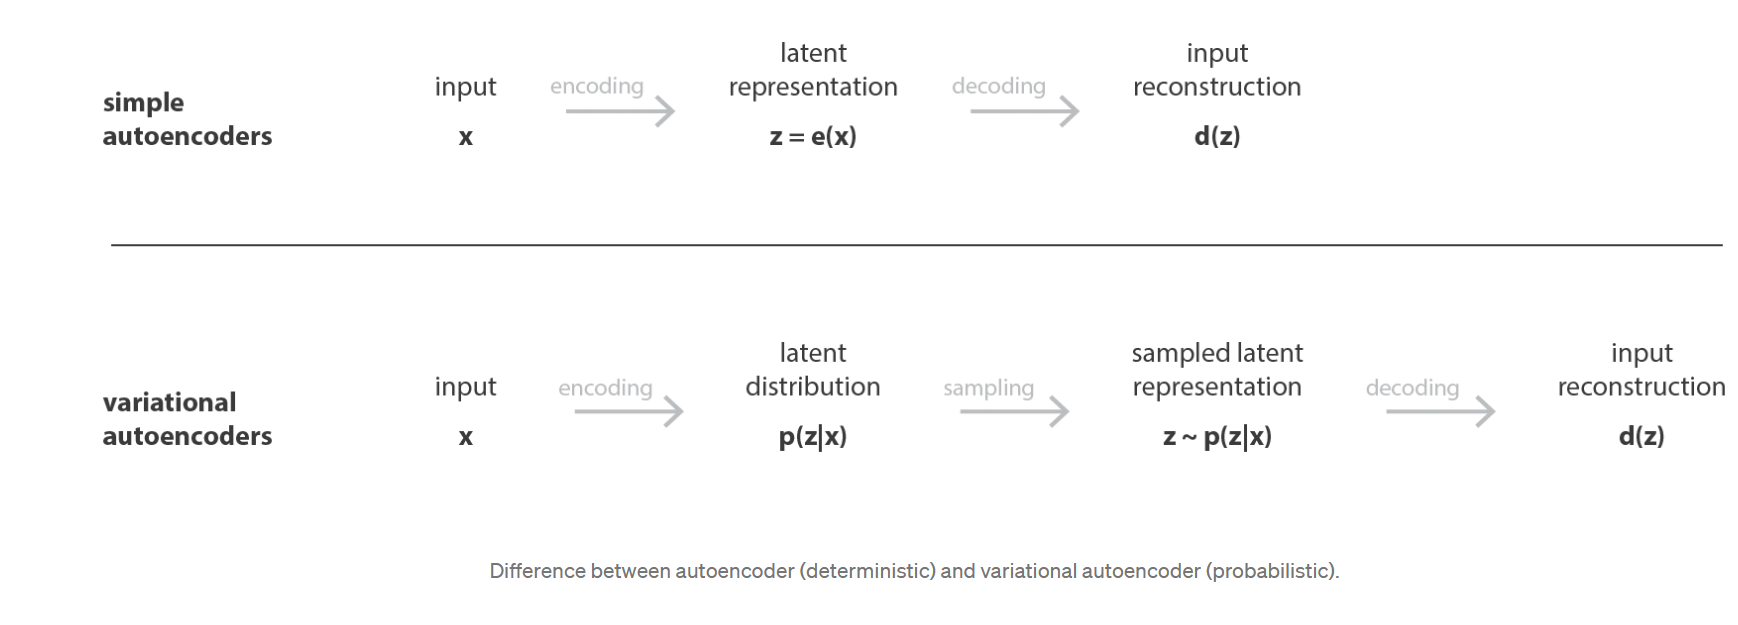 simple
autoencoders
input
x
encoding
latent
representation
z = e(x)
decoding
input
reconstruction
d(z)
variational
autoencoders
input
x
encoding
latent
distribution
p(z|x)
sampling
sampled latent
representation
z ~ p(z|x)
decoding
input
reconstruction
d(z)
Difference between autoencoder (deterministic) and variational autoencoder (probabilistic).